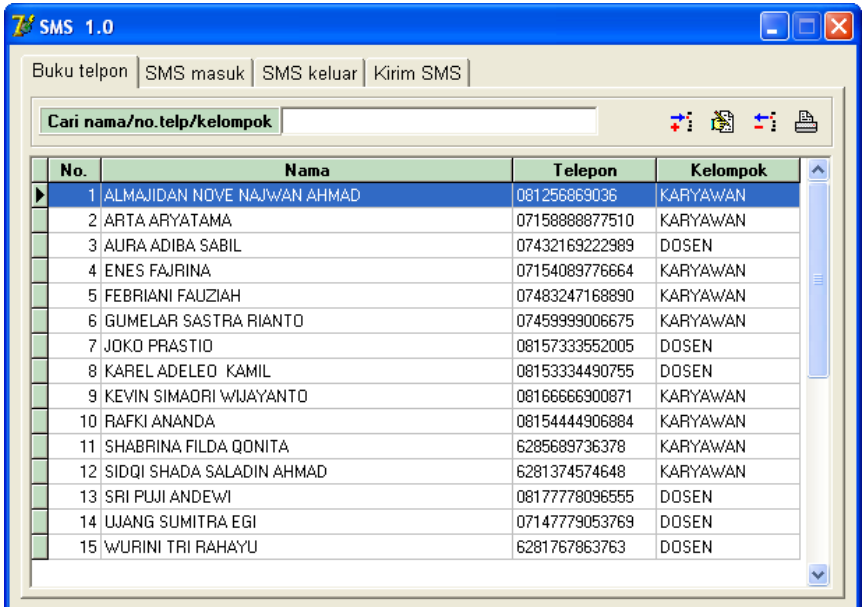 SMS 1.0
Buku telpon SMS masuk SMS keluar Kirim SMS
Cari nama/no.telp/kelompok
No. Nama Telepon Kelompok
1 ALMAJIDAN NOVE NAJWAN AHMAD 081256869036 KARYAWAN
2 ARTA ARYATAMA 07158888877510 KARYAWAN
3 AURA ADIBA SABIL 07432169222989 DOSEN
4 ENES FAJRINA 07154089776664 KARYAWAN
5 FEBRIANI FAUZIAH 07483247168890 KARYAWAN
6 GUMELAR SASTRA RIANTO 07459999006675 KARYAWAN
7 JOKO PRASTIO 08157333552005 DOSEN
8 KAREL ADELEO KAMIL 08153334490755 DOSEN
9 KEVIN SIMAORI WIJAYANTO 08166666900871 KARYAWAN
10 RAFKI ANANDA 08154444906884 KARYAWAN
11 SHABRINA FILDA QONITA 6285689736378 KARYAWAN
12 SIDQI SHADA SALADIN AHMAD 6281374574648 KARYAWAN
13 SRI PUJI ANDEWI 08177778096555 DOSEN
14 UJANG SUMITRA EGI 07147779053769 DOSEN
15 WURINI TRI RAHAYU 6281767863763 DOSEN